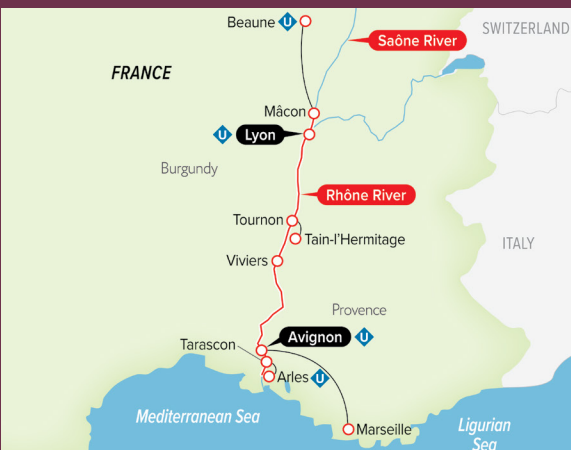 Beaune U
Saône River
SWITZERLAND
FRANCE
Mâcon
U Lyon
Burgundy
Rhône River
Tournon
Tain-l'Hermitage
ITALY
Viviers
Provence
Avignon U
Tarascon
Arles U
Mediterranean Sea
Marseille
Ligurian
Sea